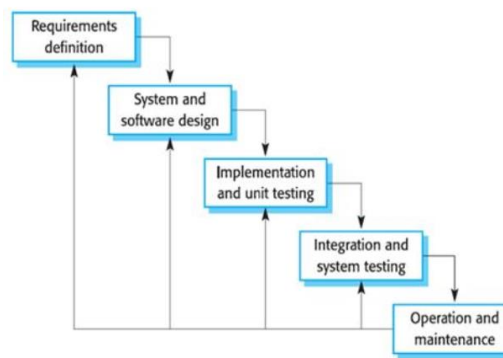 Requirements
definition
System and
software design
Implementation
and unit testing
Integration and
system testing
Operation and
maintenance